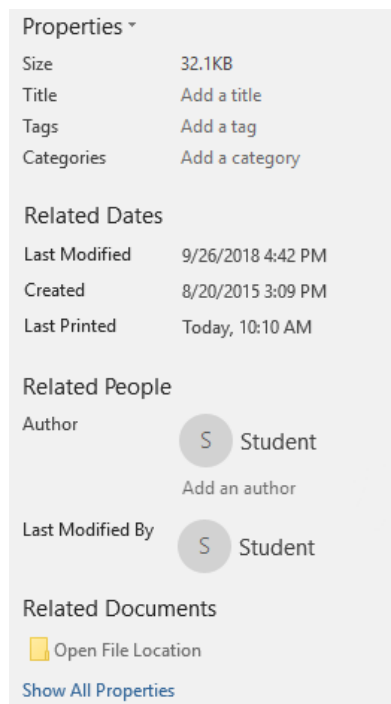 Properties
Size 32.1KB
Title Add a title
Tags Add a tag
Categories Add a category
Related Dates
Last Modified 9/26/2018 4:42 PM
Created 8/20/2015 3:09 PM
Last Printed Today, 10:10 AM
Related People
Author S Student
Add an author
Last Modified By S Student
Related Documents
Open File Location
Show All Properties